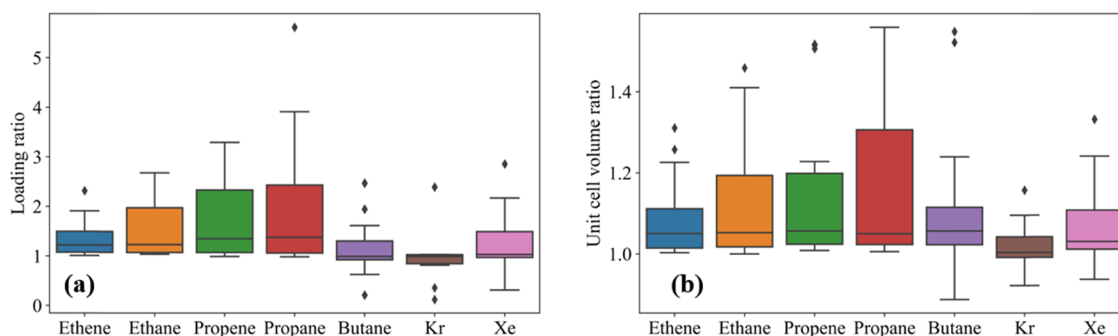 Loading ratio
5
4
3
2
1
0
(a)
Ethene Ethane Propene Propane Butane Kr Xe
Unit cell volume ratio
1.4
1.2
1.0
(b)
Ethene Ethane Propene Propane Butane Kr Xe